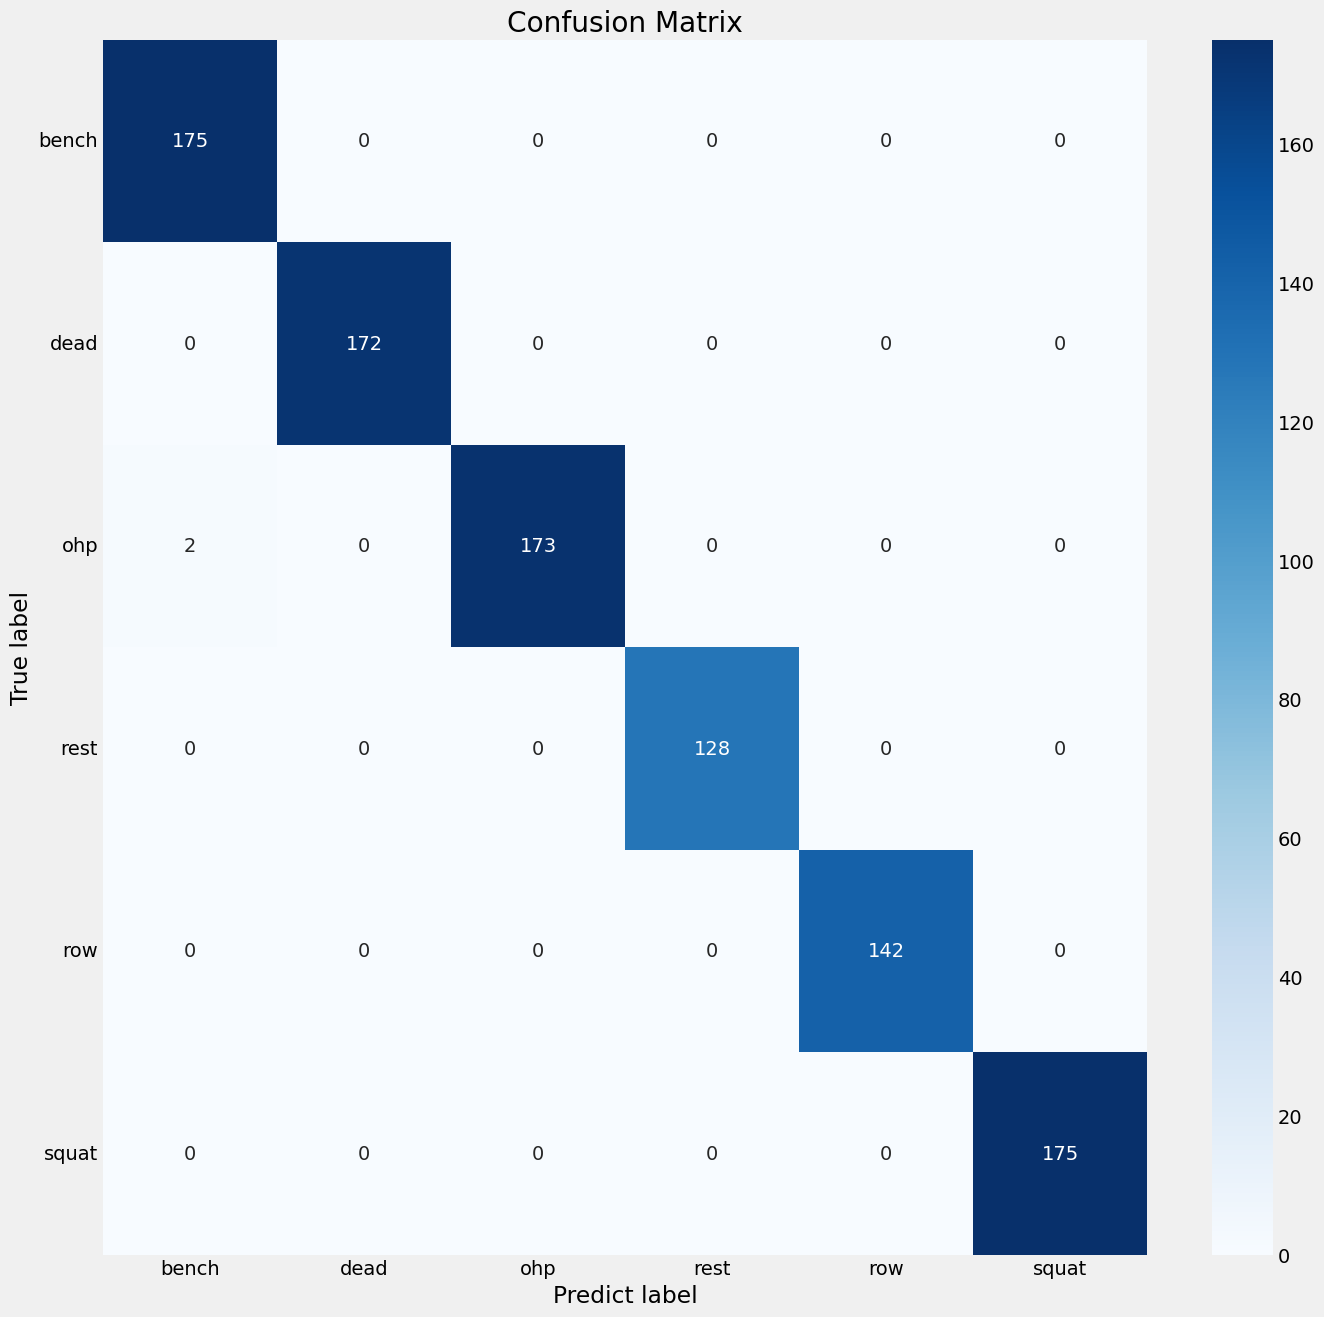 Confusion Matrix
bench 175 0 0 0 0 0
dead 0 172 0 0 0 0
ohp 2 0 173 0 0 0
rest 0 0 0 128 0 0
row 0 0 0 0 142 0
squat 0 0 0 0 0 175
bench dead ohp rest row squat
Predict label
True label
160
140
120
100
80
60
40
20
0